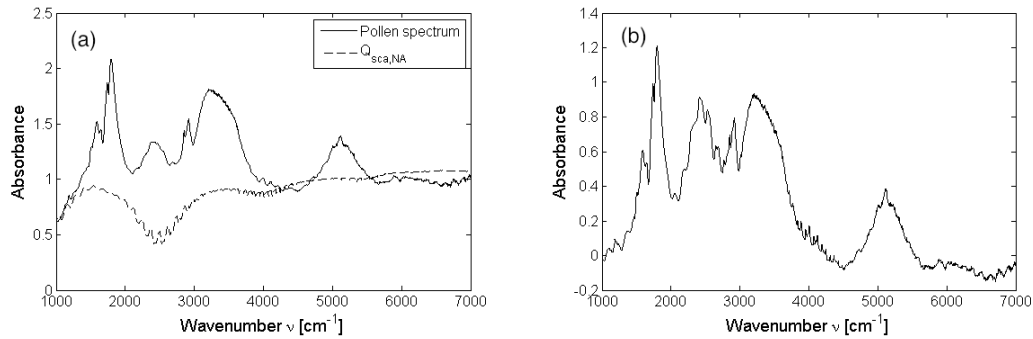 (a)
Pollen spectrum
Q_sca,NA
2.5
2
1.5
1
0.5
0
1000 2000 3000 4000 5000 6000 7000
Absorbance
Wavenumber ν [cm⁻¹]
(b)
1.4
1.2
1
0.8
0.6
0.4
0.2
0
-0.2
1000 2000 3000 4000 5000 6000 7000
Absorbance
Wavenumber ν [cm⁻¹]